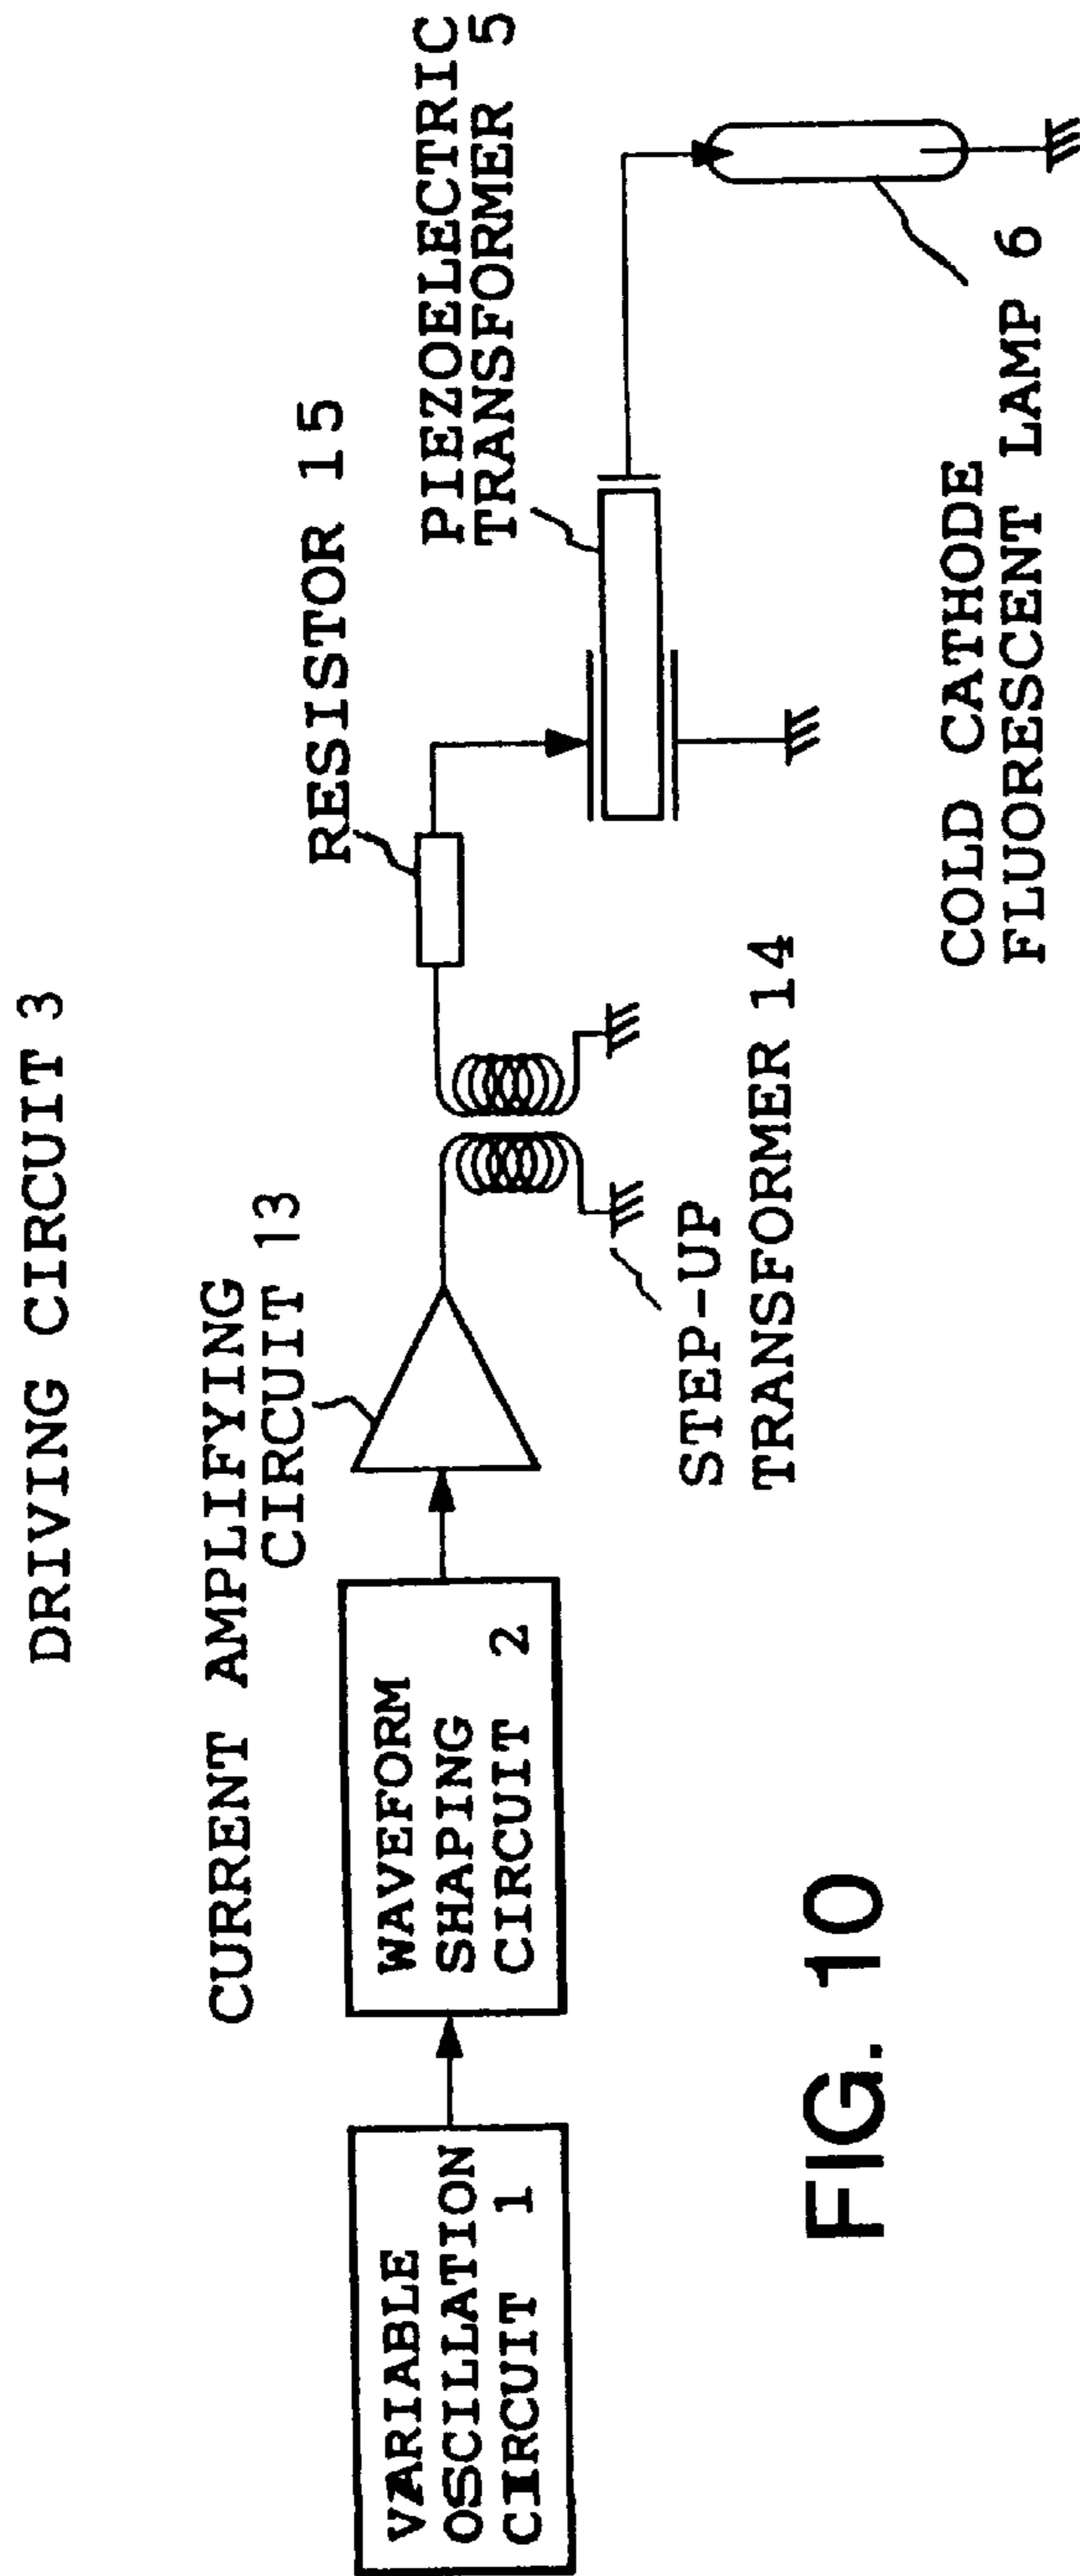 DRIVING CIRCUIT 3
CURRENT AMPLIFYING
CIRCUIT 13
RESISTOR 15
PIEZOELECTRIC
TRANSFORMER 5
VARIABLE
OSCILLATION
CIRCUIT 1
WAVEFORM
SHAPING
CIRCUIT 2
STEP-UP
TRANSFORMER 14
COLD CATHODE
FLUORESCENT LAMP 6
FIG. 10